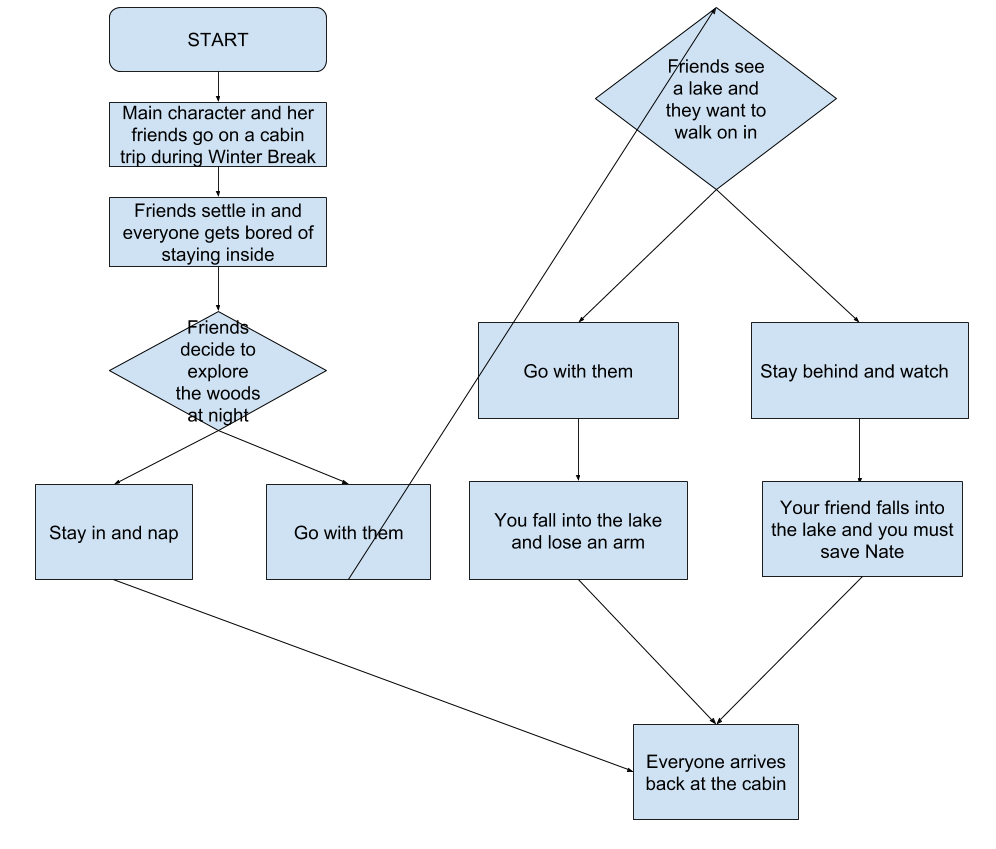 START
Main character and her
friends go on a cabin
trip during Winter Break
Friends settle in and
everyone gets bored of
staying inside
Friends
decide to
explore
the woods
at night
Stay in and nap
Go with them
Friends see
a lake and
they want to
walk on in
Go with them
Stay behind and watch
You fall into the lake
and lose an arm
Your friend falls into
the lake and you must
save Nate
Everyone arrives
back at the cabin